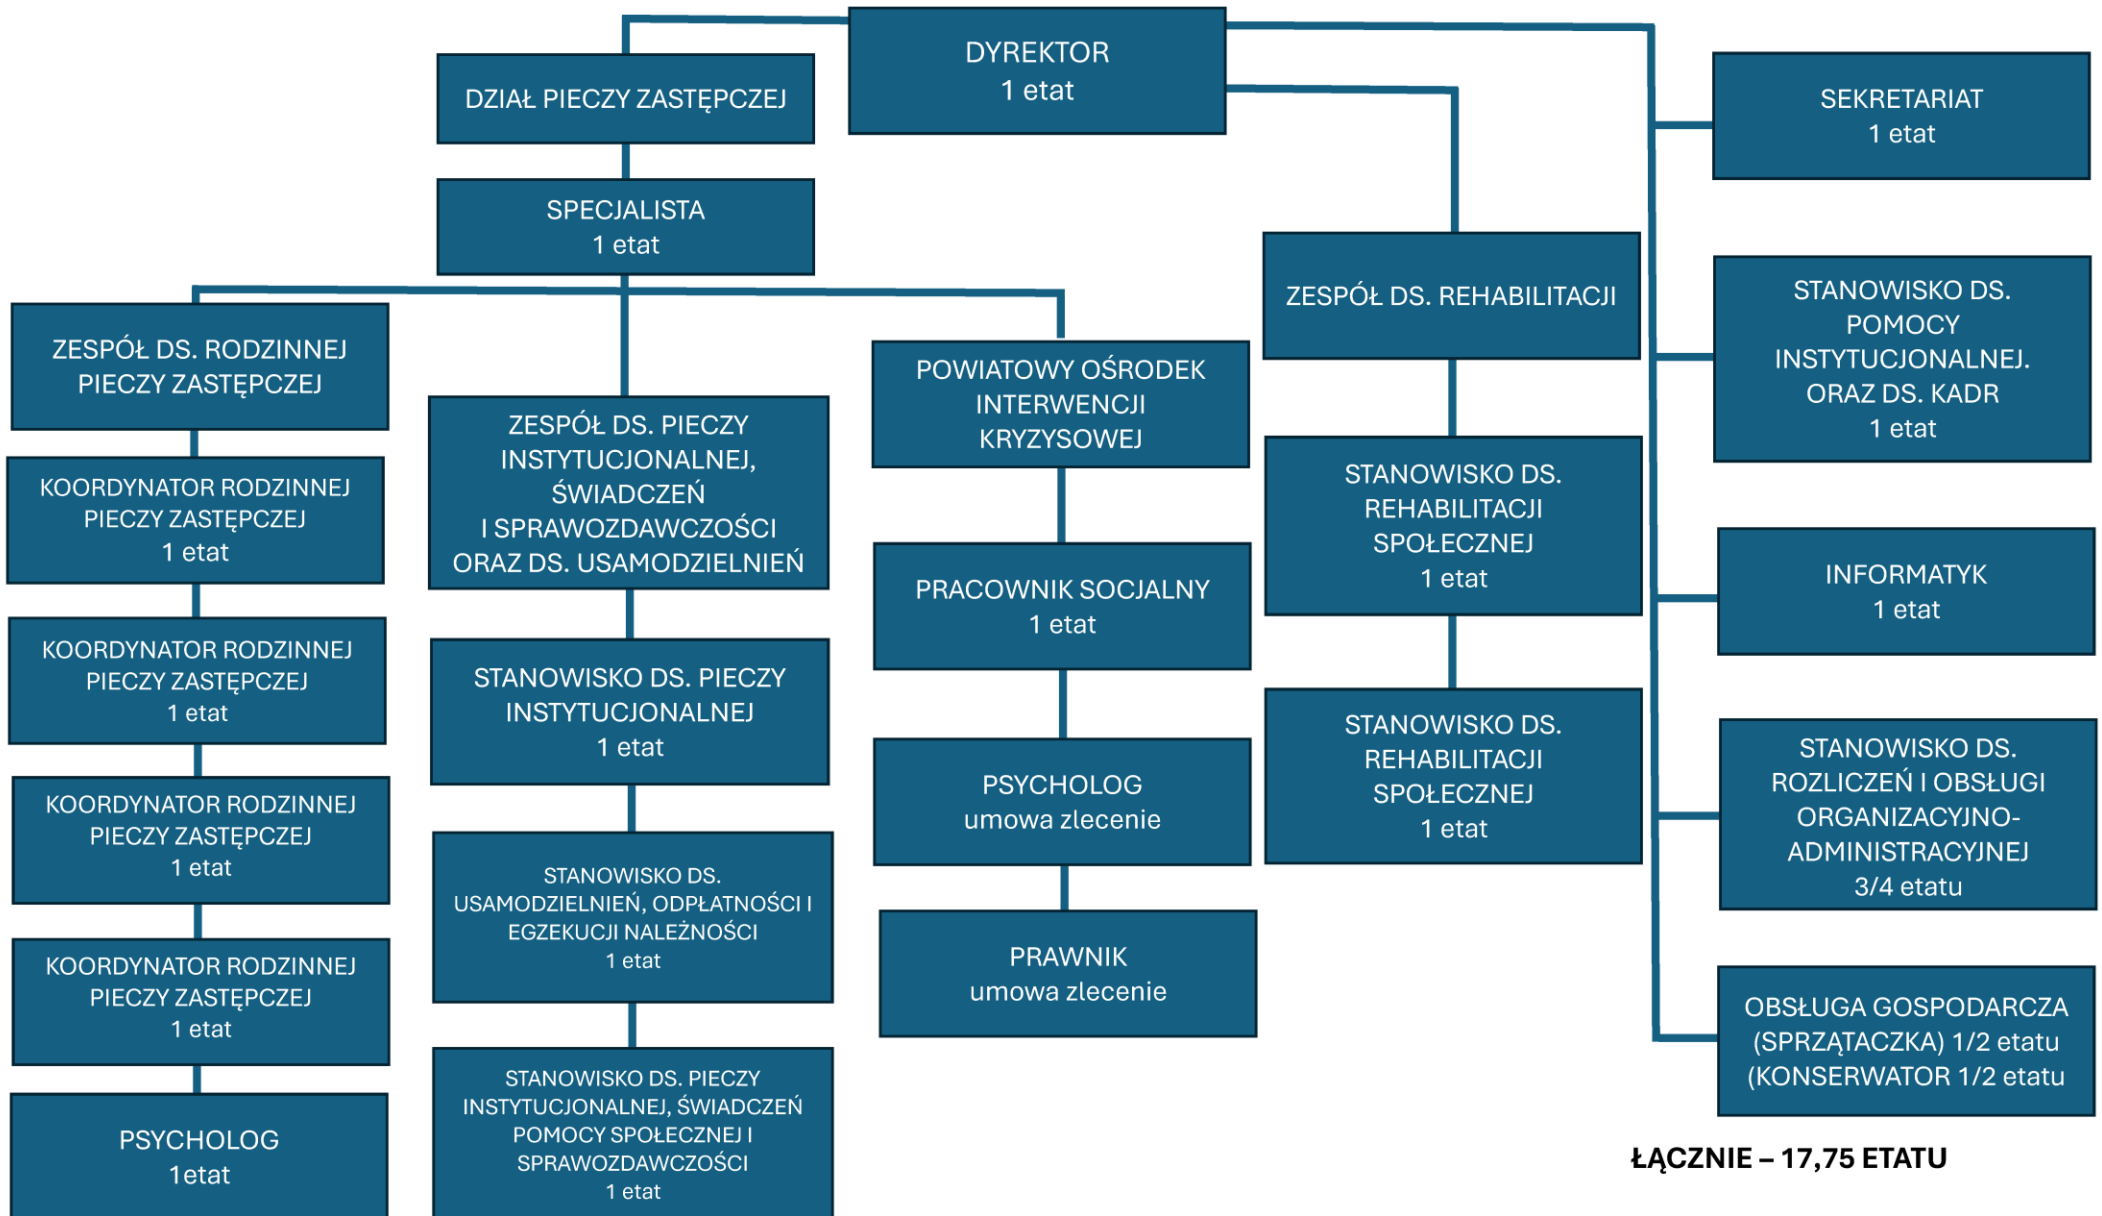 DYREKTOR
1 etat
DZIAŁ PIECZY ZASTĘPCZEJ
SPECJALISTA
1 etat
ZESPÓŁ DS. RODZINNEJ
PIECZY ZASTĘPCZEJ
KOORDYNATOR RODZINNEJ
PIECZY ZASTĘPCZEJ
1 etat
KOORDYNATOR RODZINNEJ
PIECZY ZASTĘPCZEJ
1 etat
KOORDYNATOR RODZINNEJ
PIECZY ZASTĘPCZEJ
1 etat
KOORDYNATOR RODZINNEJ
PIECZY ZASTĘPCZEJ
1 etat
PSYCHOLOG
1etat
ZESPÓŁ DS. PIECZY
INSTYTUCJONALNEJ,
ŚWIADCZEŃ
I SPRAWOZDAWCZOŚCI
ORAZ DS. USAMODZIELNIEŃ
STANOWISKO DS. PIECZY
INSTYTUCJONALNEJ
1 etat
STANOWISKO DS.
USAMODZIELNIEŃ, ODPŁATNOŚCI I
EGZEKUCJI NALEŻNOŚCI
1 etat
STANOWISKO DS. PIECZY
INSTYTUCJONALNEJ, ŚWIADCZEŃ
POMOCY SPOŁECZNEJ I
SPRAWOZDAWCZOŚCI
1 etat
POWIATOWY OŚRODEK
INTERWENCJI
KRYZYSOWEJ
PRACOWNIK SOCJALNY
1 etat
PSYCHOLOG
umowa zlecenie
PRAWNIK
umowa zlecenie
ZESPÓŁ DS. REHABILITACJI
STANOWISKO DS.
REHABILITACJI
SPOŁECZNEJ
1 etat
STANOWISKO DS.
REHABILITACJI
SPOŁECZNEJ
1 etat
SEKRETARIAT
1 etat
STANOWISKO DS.
POMOCY
INSTYTUCJONALNEJ.
ORAZ DS. KADR
1 etat
INFORMATYK
1 etat
STANOWISKO DS.
ROZLICZEŃ I OBSŁUGI
ORGANIZACYJNO-
ADMINISTRACYJNEJ
3/4 etatu
OBSŁUGA GOSPODARCZA
(SPRZĄTACZKA) 1/2 etatu
(KONSERWATOR 1/2 etatu
ŁĄCZNIE – 17,75 ETATU